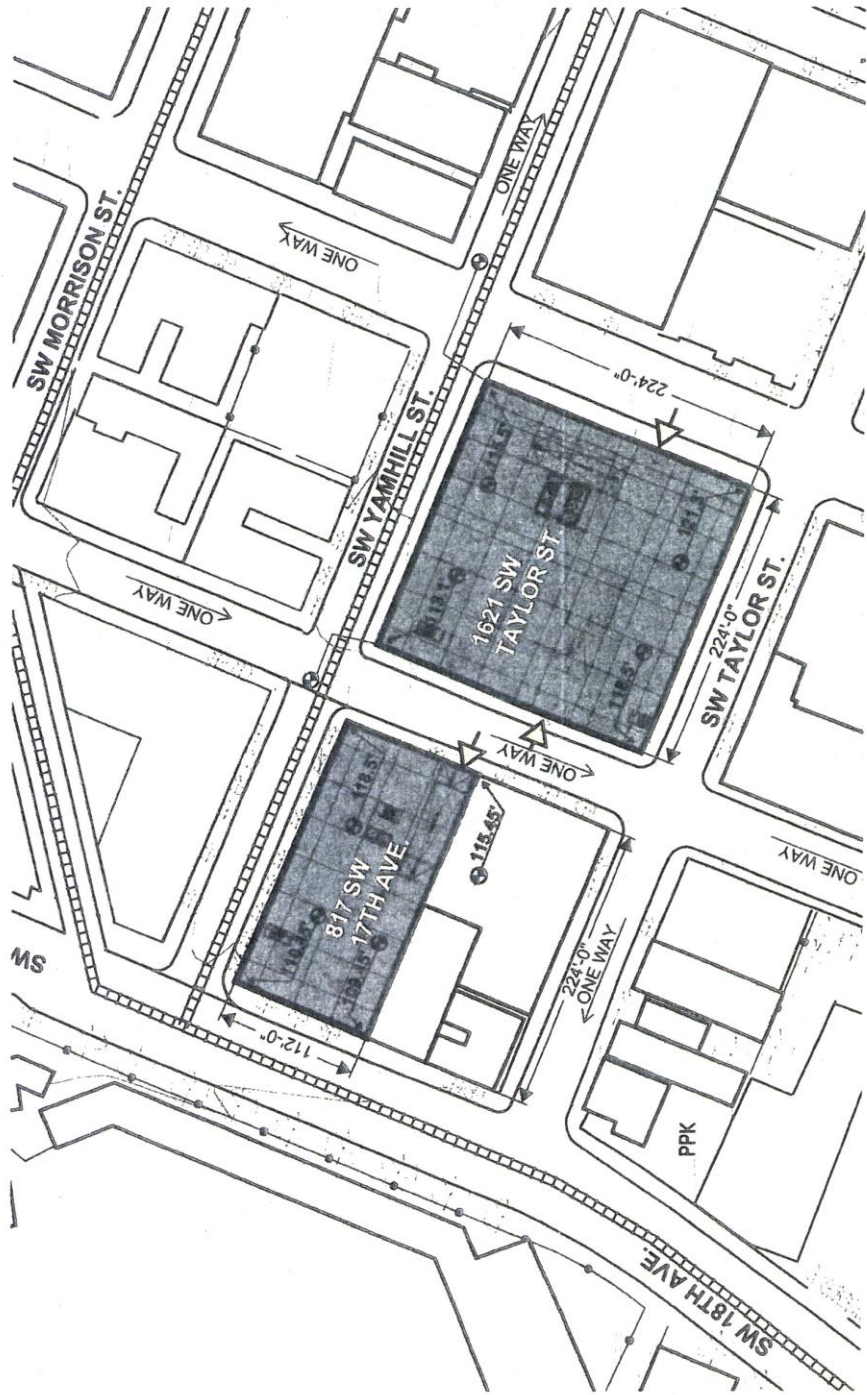 SW MORRISON ST.
ONE WAY
ONE WAY
SW YAMHILL ST.
224'-0"
ONE WAY
1621 SW
TAYLOR ST
118.5'
224'-0"
SW TAYLOR ST.
ONE WAY
817 SW
17TH AVE.
118.5'
115.45'
SW
112'-0"
224'-0"
ONE WAY
ONE WAY
PPK
SW 18TH AVE.